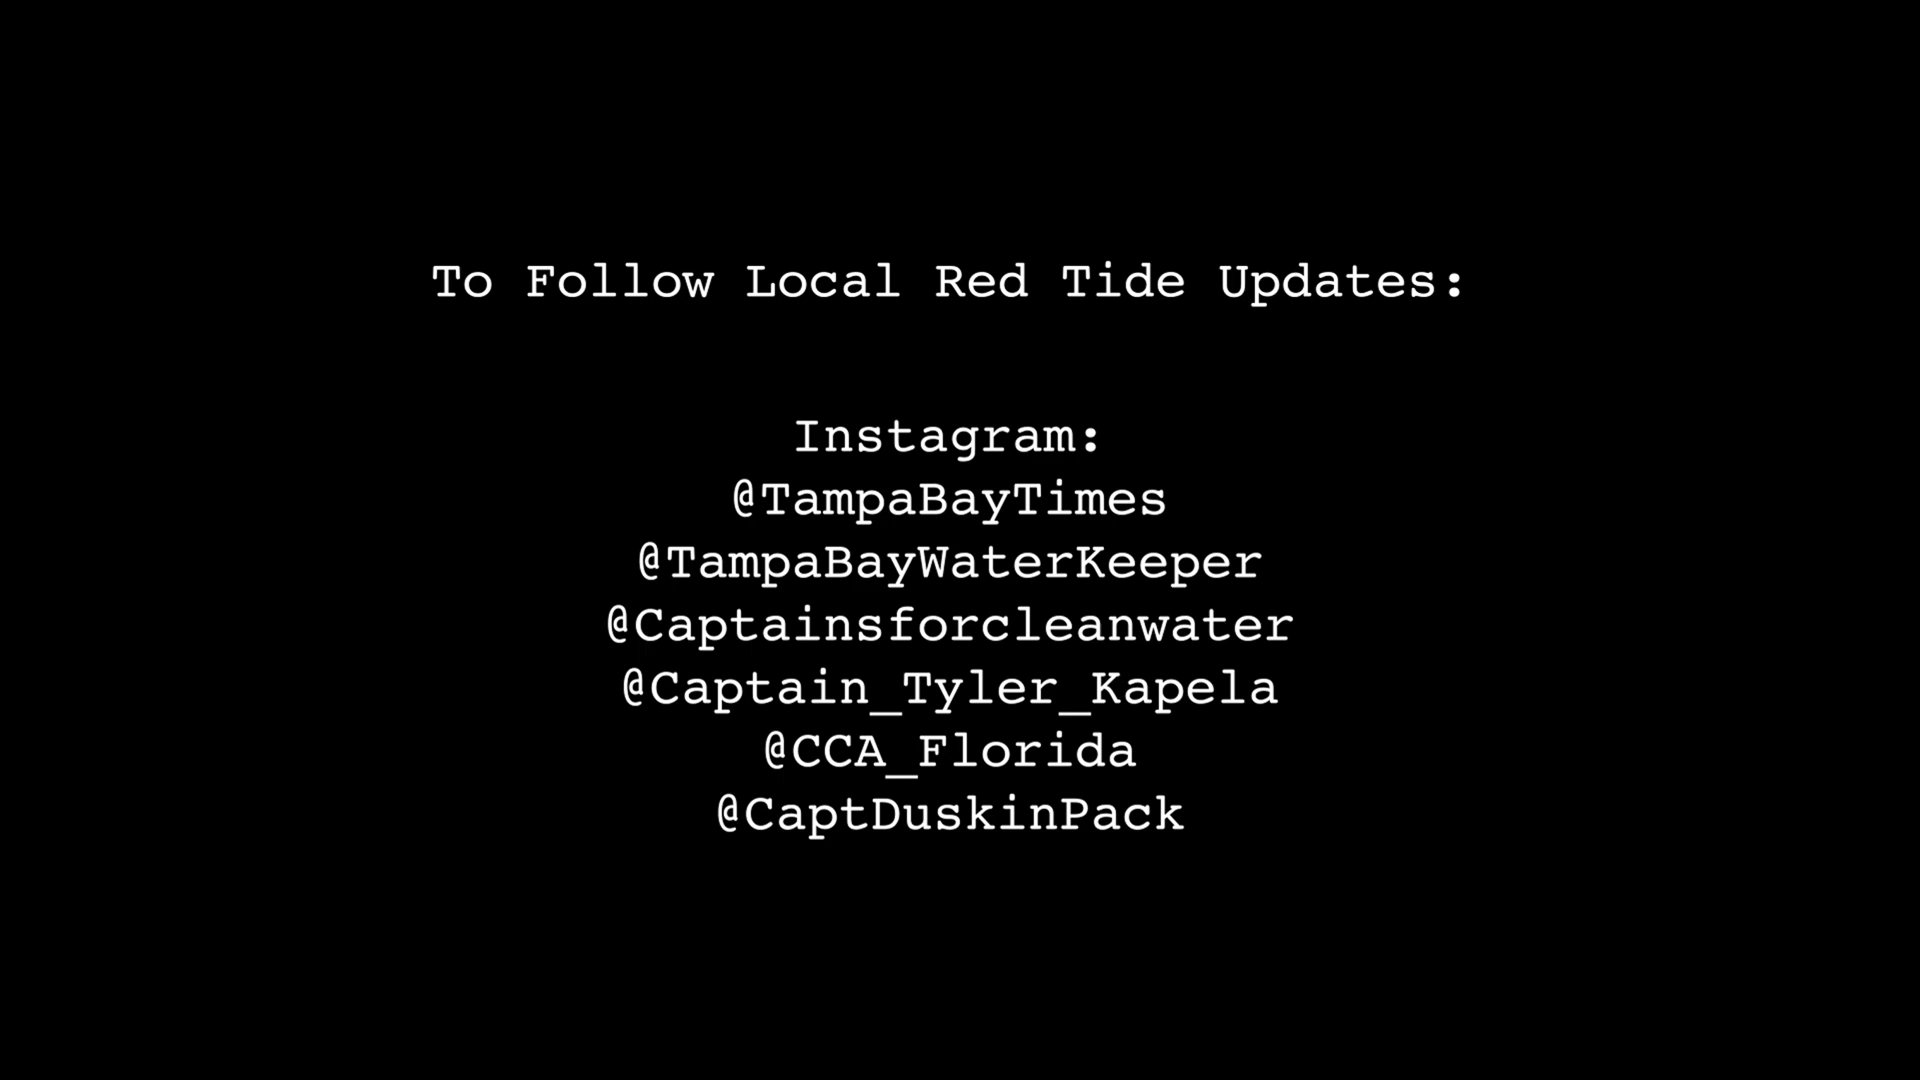 To Follow Local Red Tide Updates:
Instagram:
@TampaBayTimes
@TampaBayWaterKeeper
@Captainsforcleanwater
@Captain_Tyler_Kapela
@CCA_Florida
@CaptDuskinPack